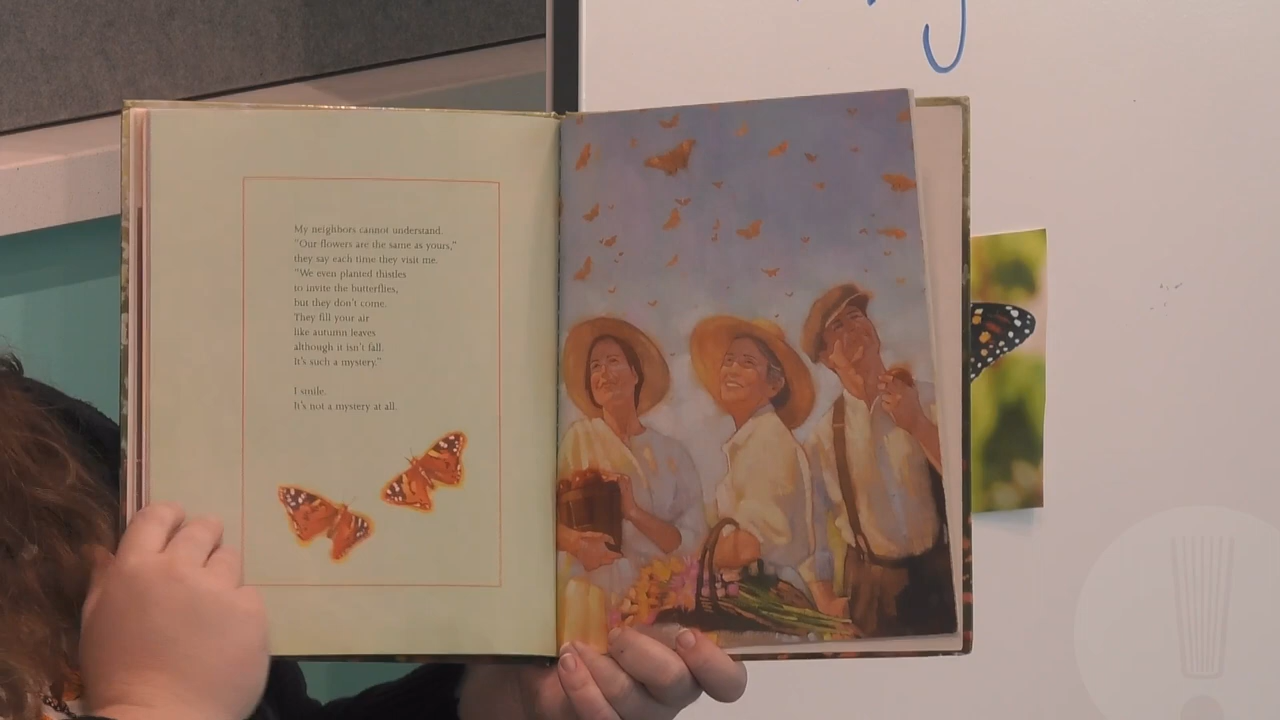 My neighbors cannot understand.
"Our flowers are the same as yours,"
they say each time they visit me.
"We even planted thistles
to invite the butterflies,
but they don't come.
They fill your air
like autumn leaves
although it isn't fall.
It's such a mystery."
I smile.
It's not a mystery at all.